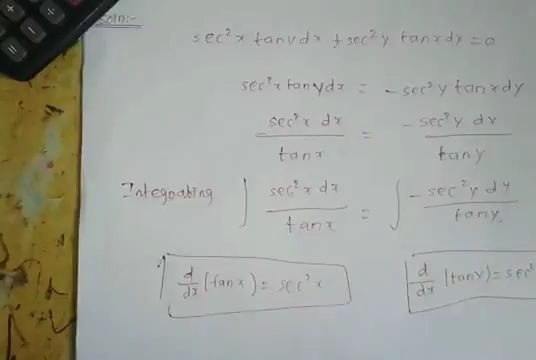 Soln:-
sec²x tany dx + sec²y tanx dy = 0
sec²x tany dx = - sec²y tanx dy
sec²x dx / tanx = - sec²y dy / tany
Integrating ∫ sec²x dx / tanx = ∫ - sec²y dy / tany.
d/dx (tanx) = sec²x d/dx (tany) = sec²